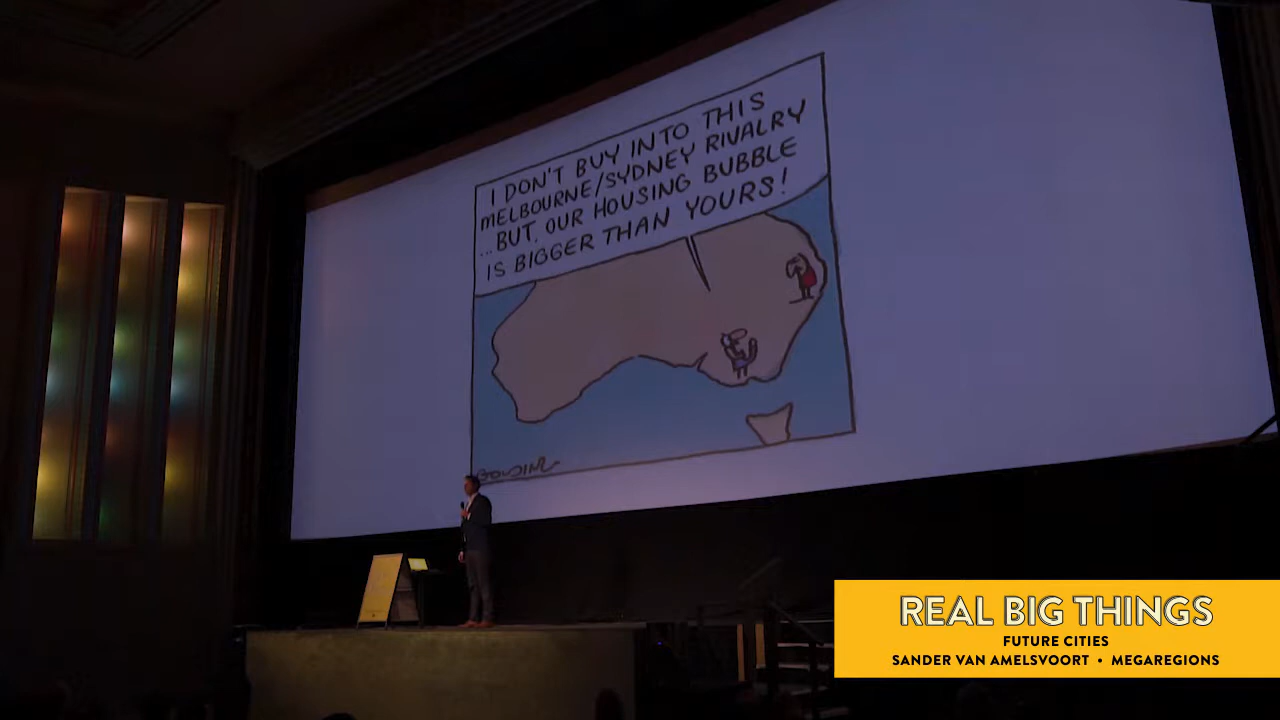 I DON'T BUY INTO THIS
MELBOURNE/SYDNEY RIVALRY
...BUT, OUR HOUSING BUBBLE
IS BIGGER THAN YOURS!
REAL BIG THINGS
FUTURE CITIES
SANDER VAN AMELSVOORT • MEGAREGIONS